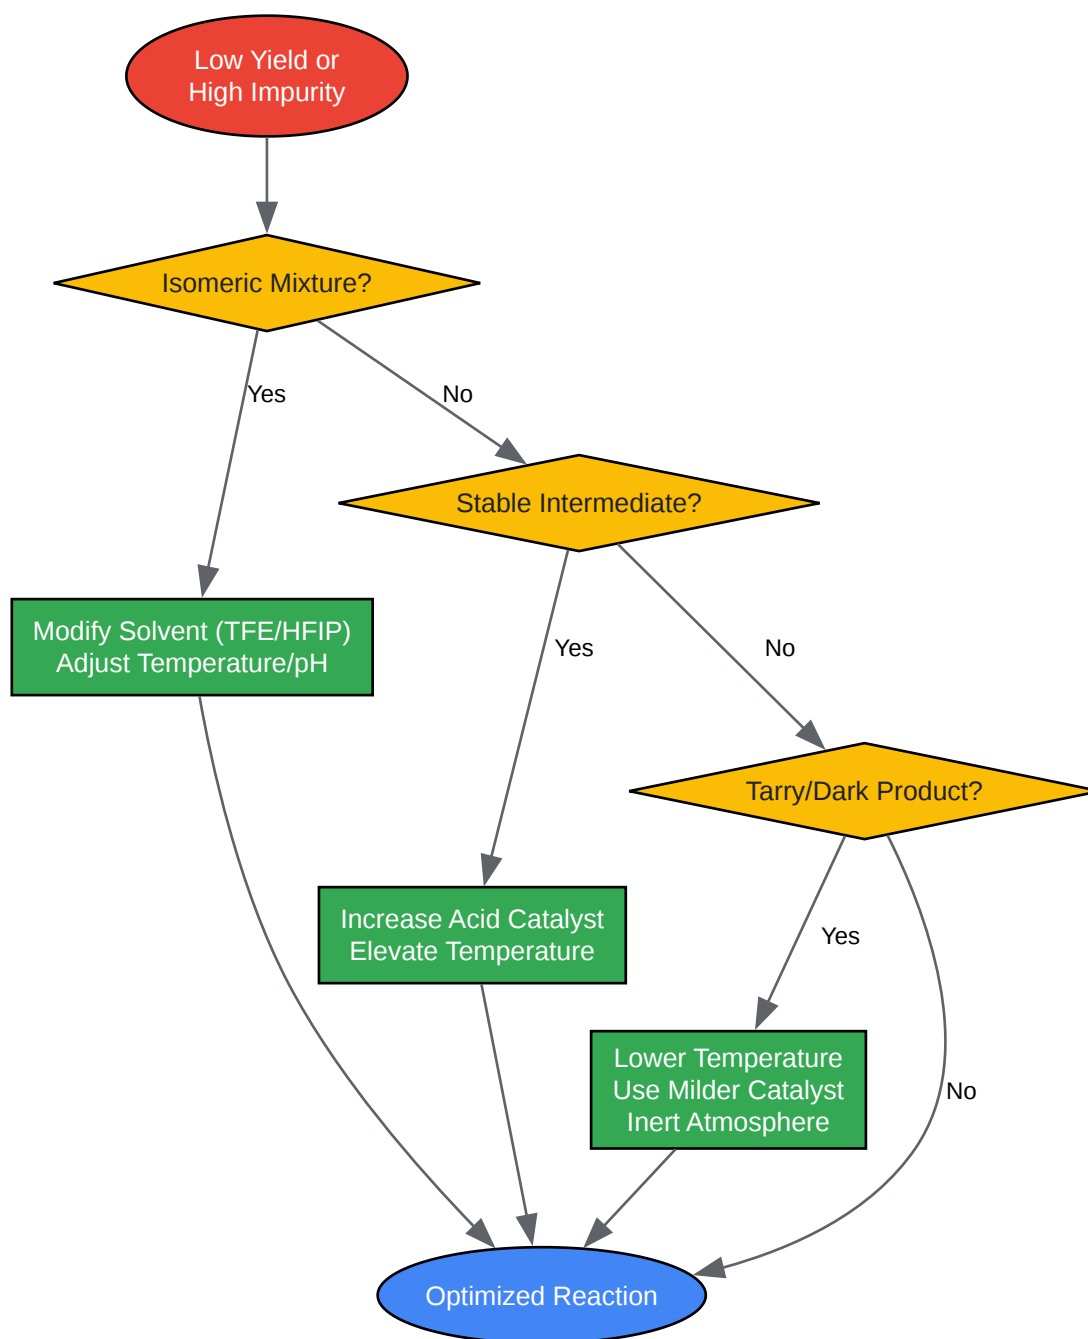 Low Yield or
High Impurity
Isomeric Mixture?
Yes
No
Stable Intermediate?
Modify Solvent (TFE/HFIP)
Adjust Temperature/pH
Yes
No
Tarry/Dark Product?
Increase Acid Catalyst
Elevate Temperature
Yes
Lower Temperature
Use Milder Catalyst
Inert Atmosphere
No
Optimized Reaction